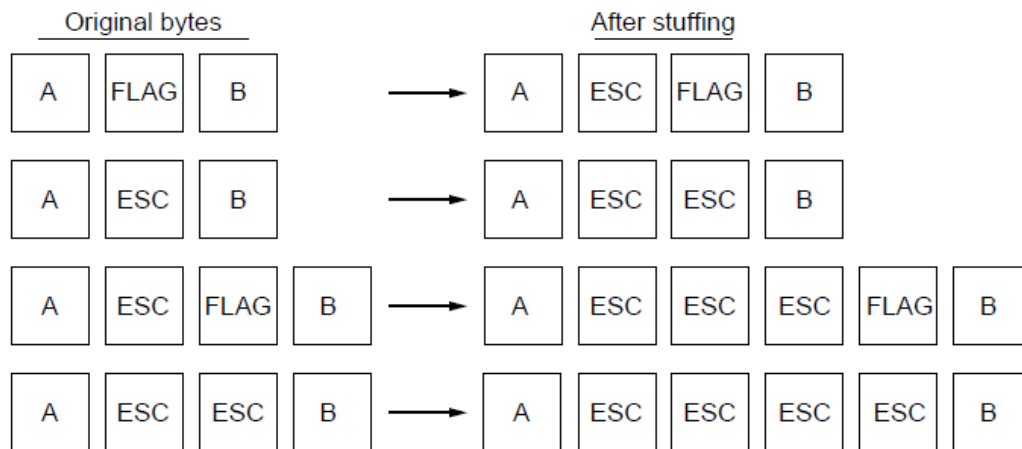 Original bytes After stuffing
A FLAG B A ESC FLAG B
A ESC B A ESC ESC B
A ESC FLAG B A ESC ESC ESC FLAG B
A ESC ESC B A ESC ESC ESC ESC B